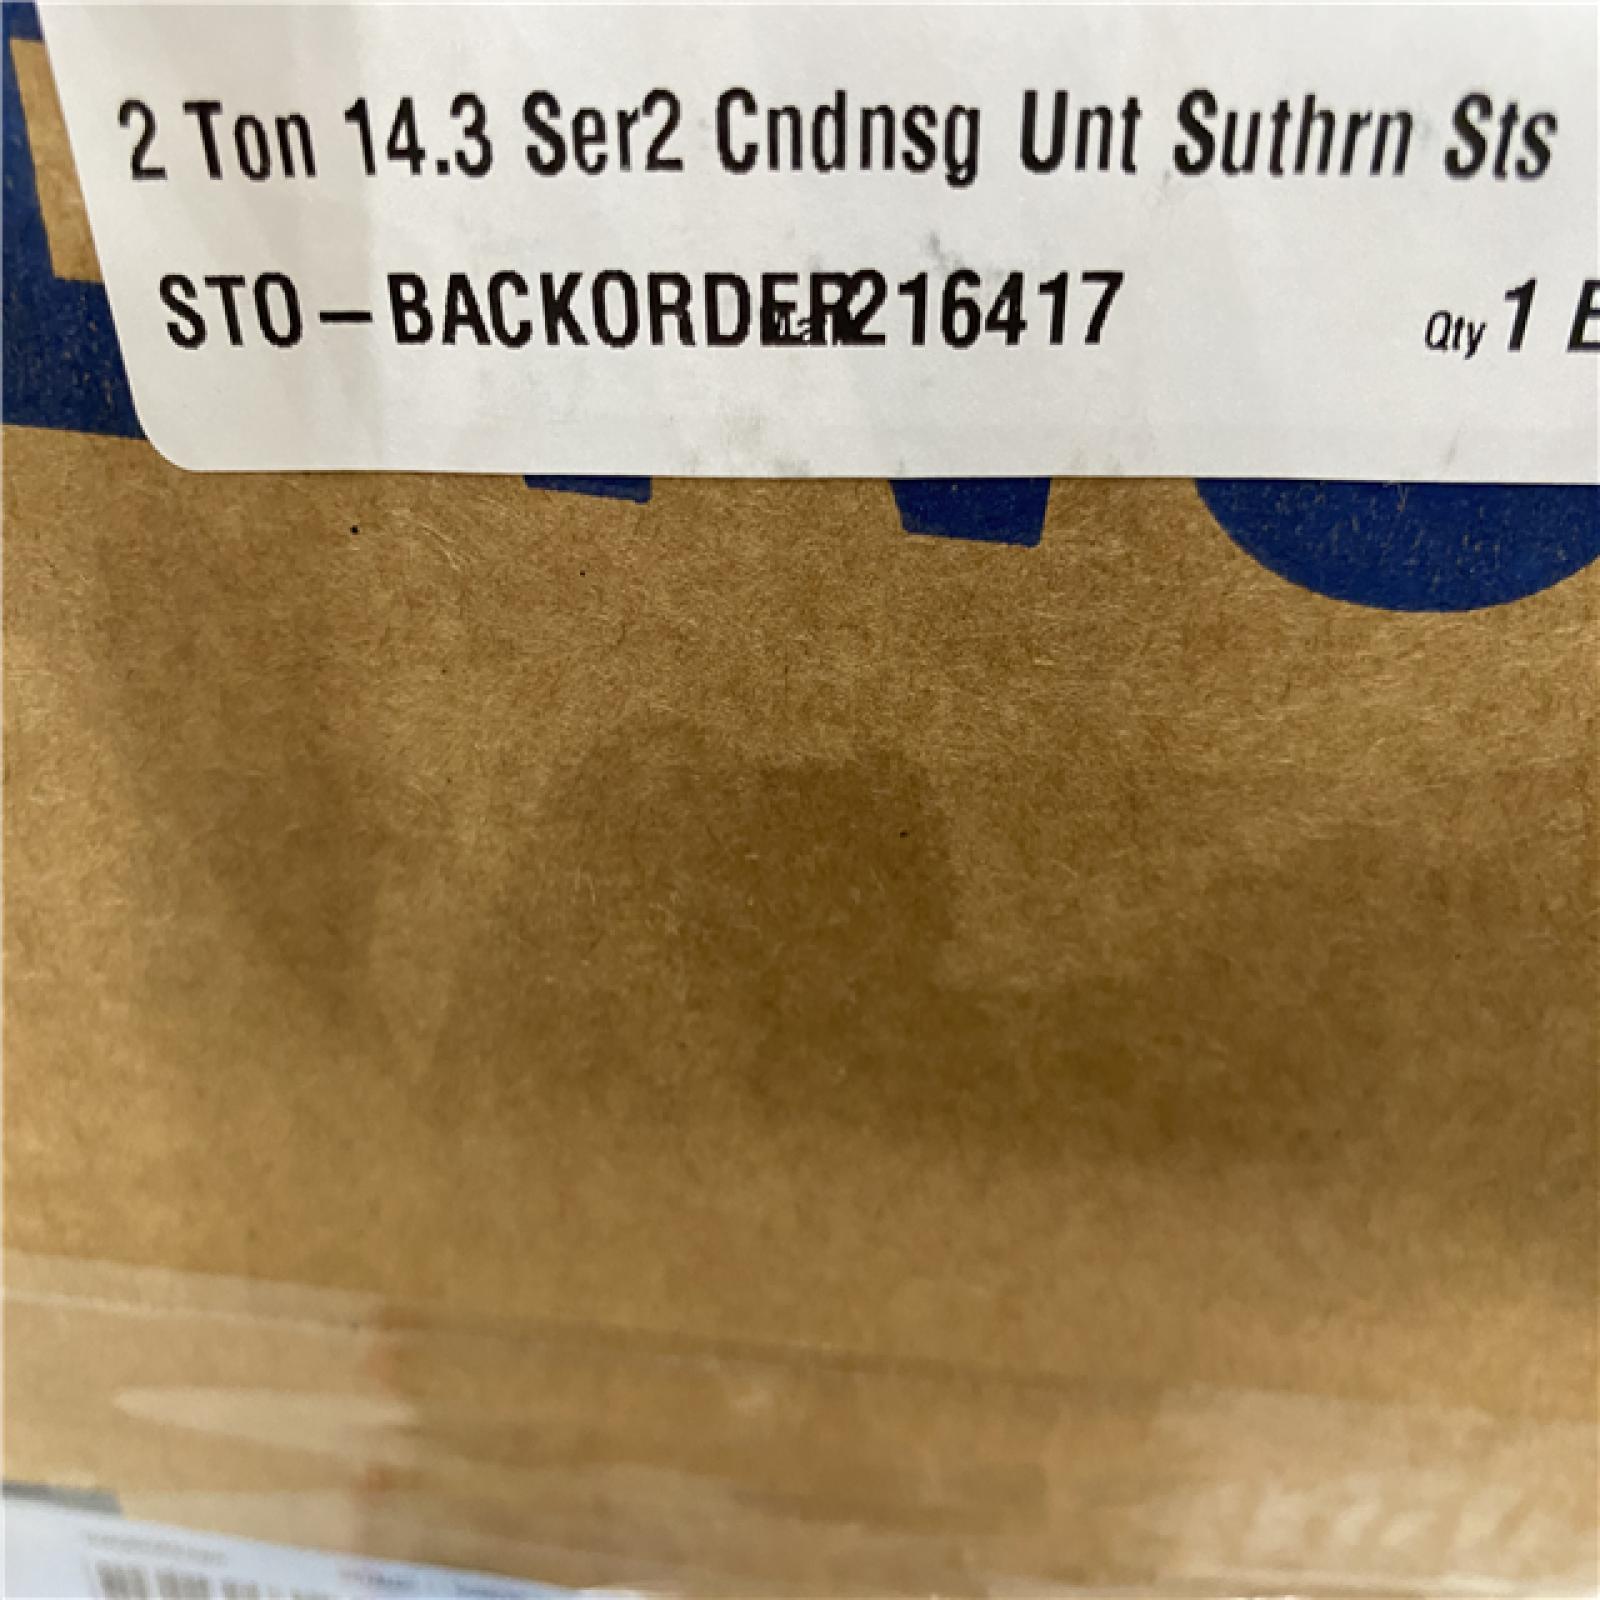 2 Ton 14.3 Ser2 Cndnsg Unt Suthrn Sts
STO-BACKORDER216417
Qty 1 E